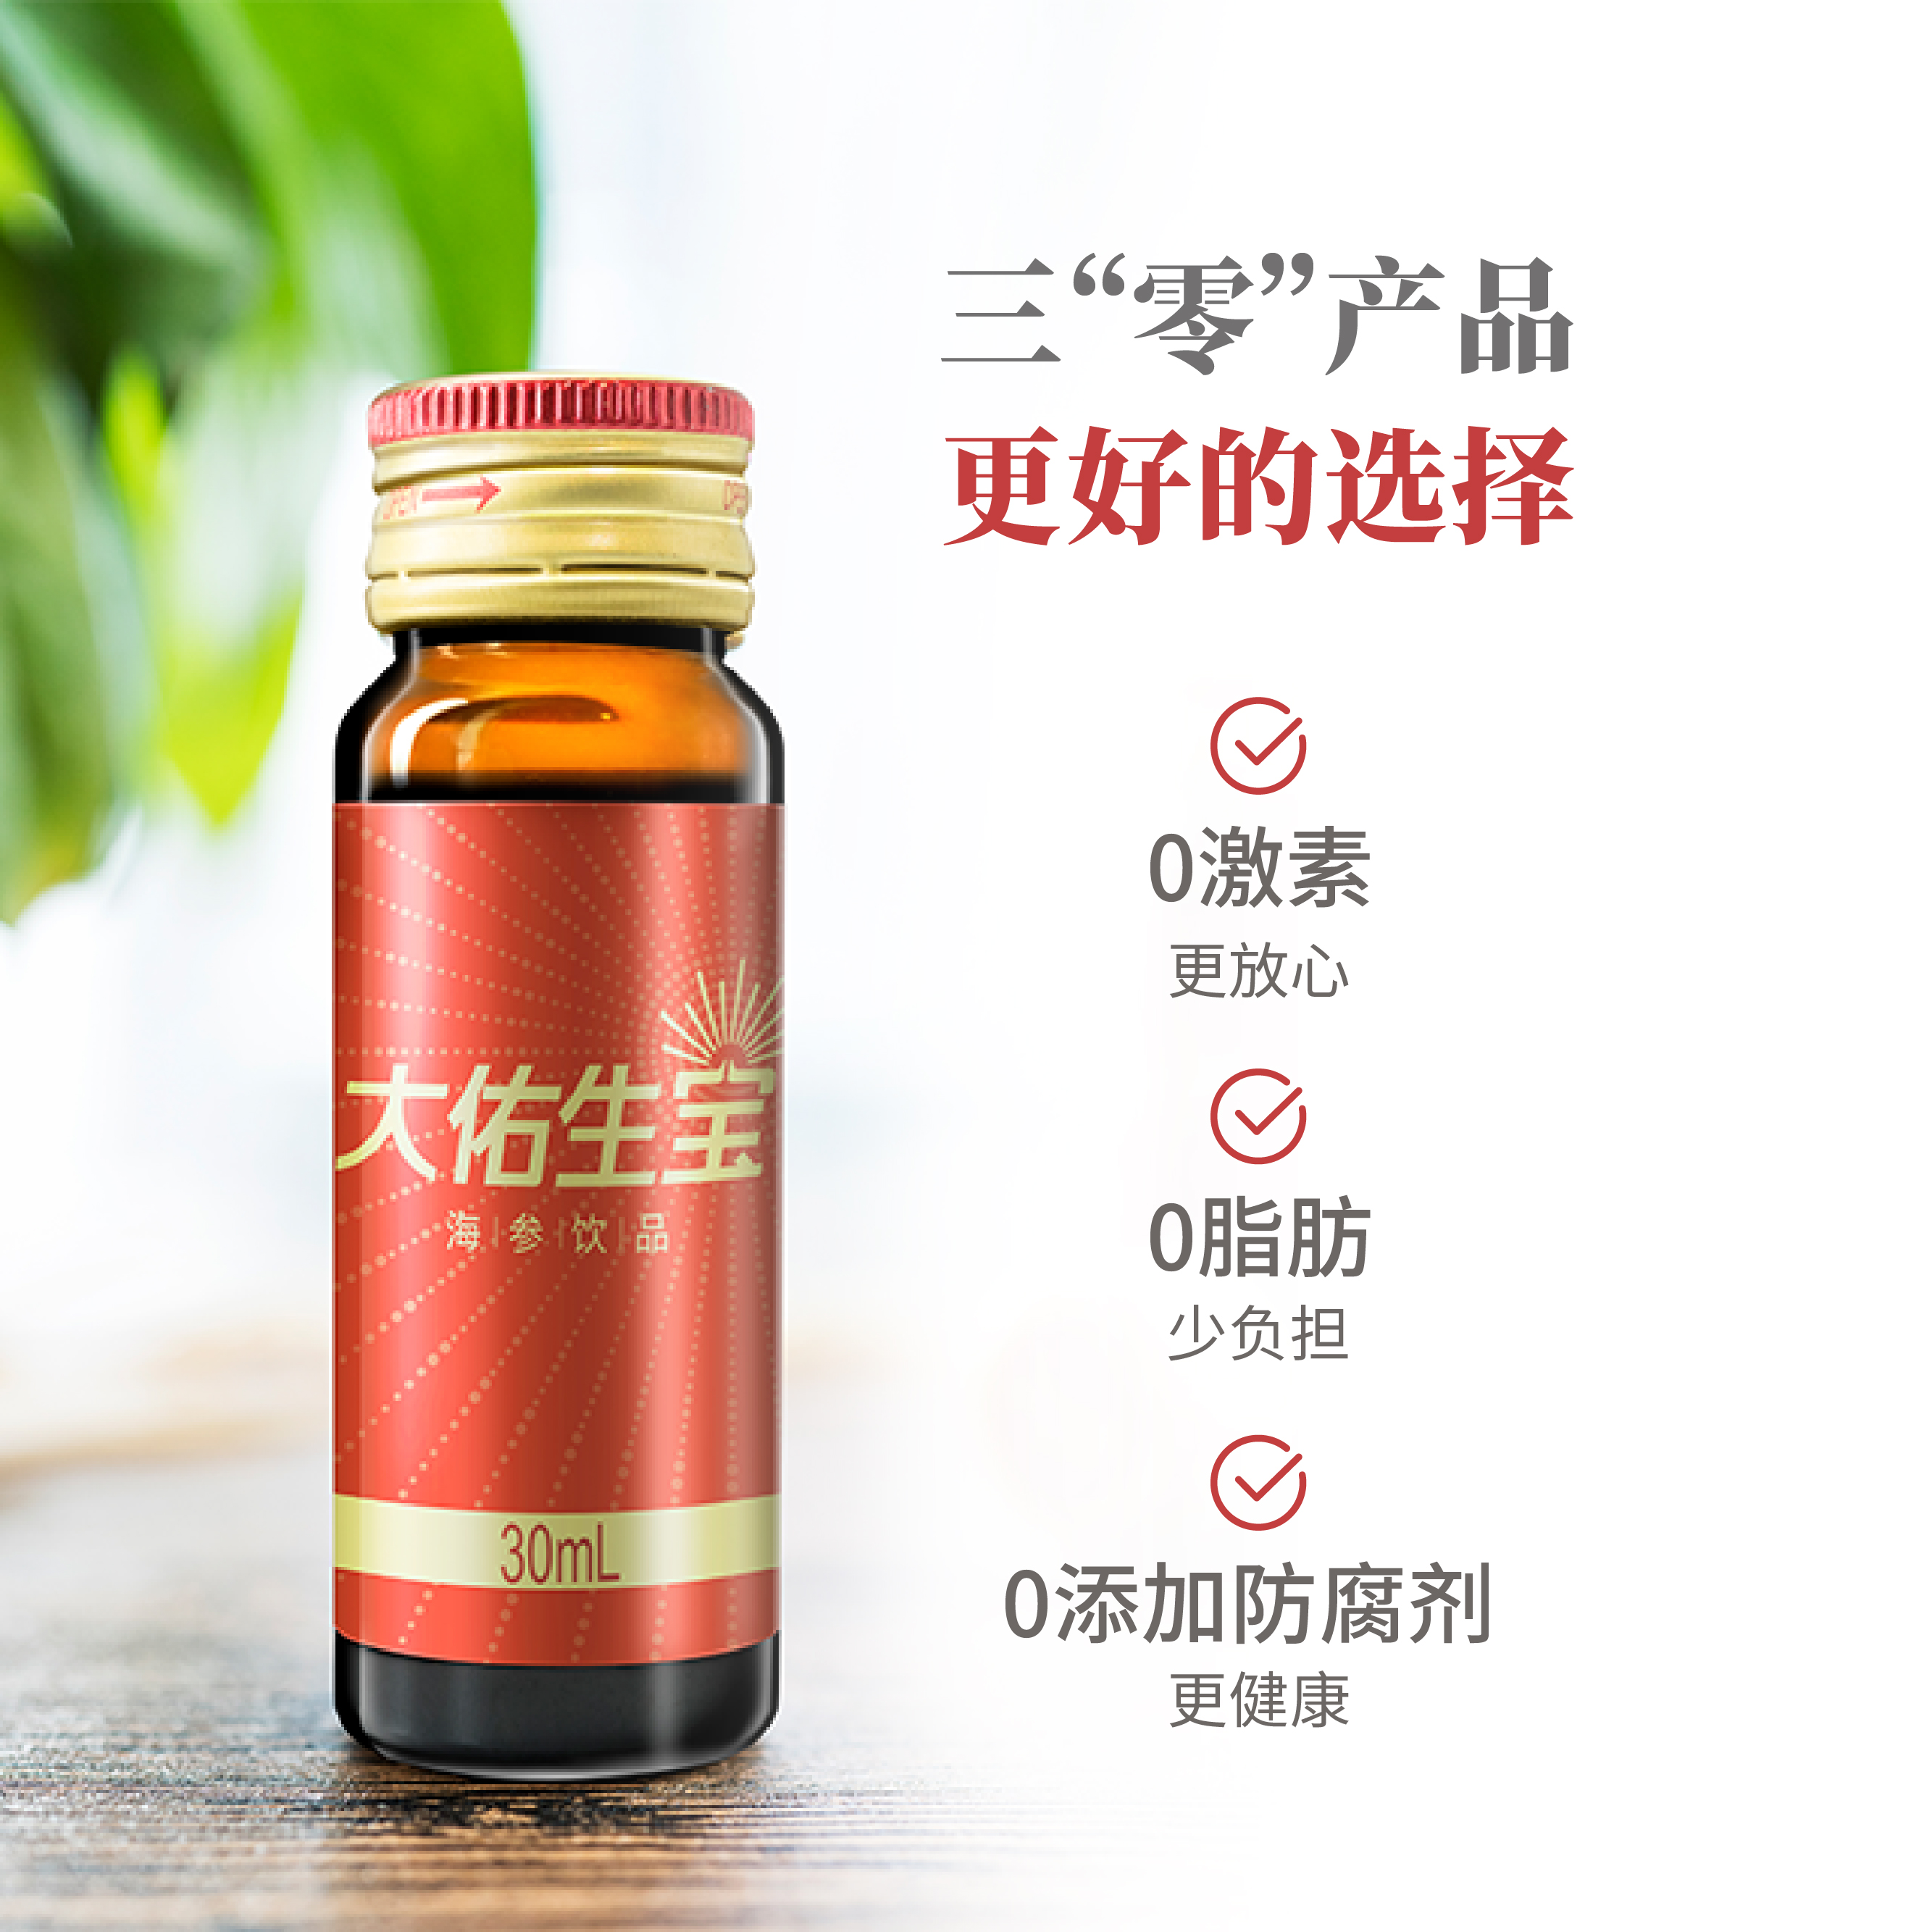 三“零”产品
更好的选择
0激素
更放心
0脂肪
少负担
0添加防腐剂
更健康
OPEN
大佑生宝
海参饮品
30mL